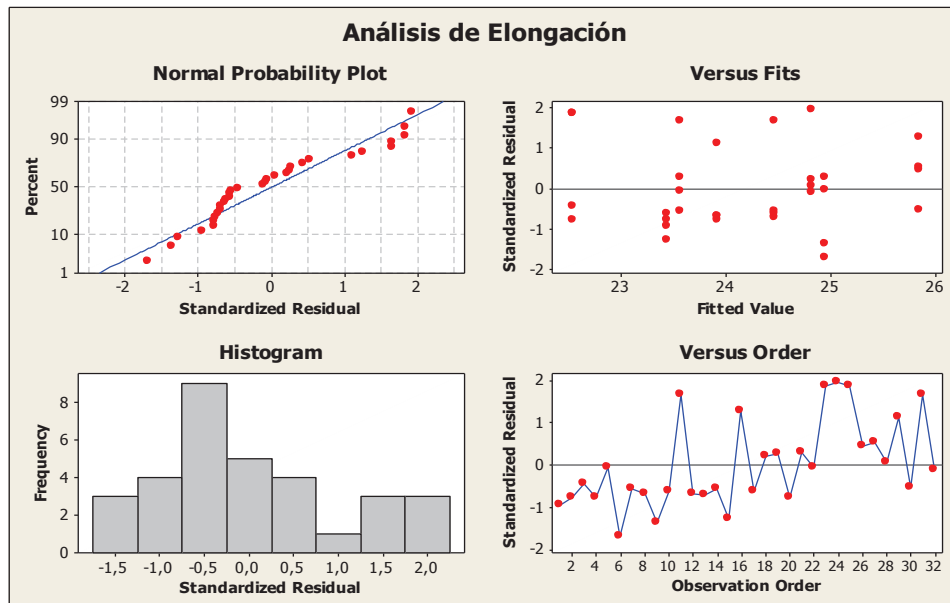 Análisis de Elongación
Normal Probability Plot
Percent
99
90
50
10
1
-2 -1 0 1 2
Standardized Residual
Versus Fits
Standardized Residual
2
1
0
-1
-2
23 24 25 26
Fitted Value
Histogram
Frequency
8
6
4
2
0
-1,5 -1,0 -0,5 0,0 0,5 1,0 1,5 2,0
Standardized Residual
Versus Order
Standardized Residual
2
1
0
-1
-2
2 4 6 8 10 12 14 16 18 20 22 24 26 28 30 32
Observation Order